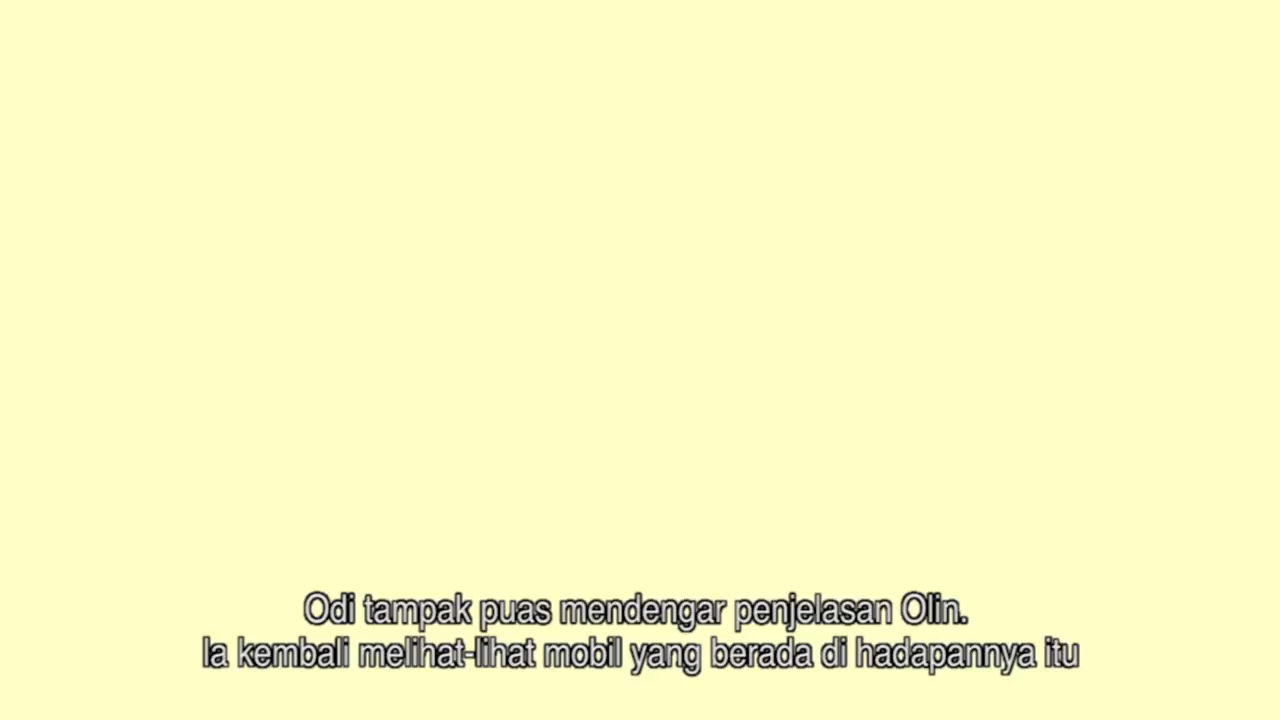 Odi tampak puas mendengar penjelasan Olin.
Ia kembali melihat-lihat mobil yang berada di hadapannya itu